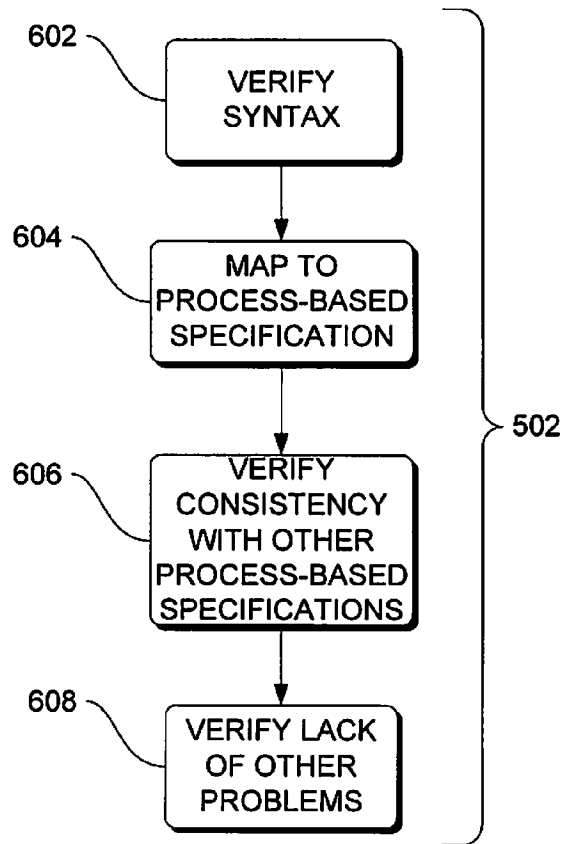 602
VERIFY
SYNTAX
604
MAP TO
PROCESS-BASED
SPECIFICATION
502
606
VERIFY
CONSISTENCY
WITH OTHER
PROCESS-BASED
SPECIFICATIONS
608
VERIFY LACK
OF OTHER
PROBLEMS